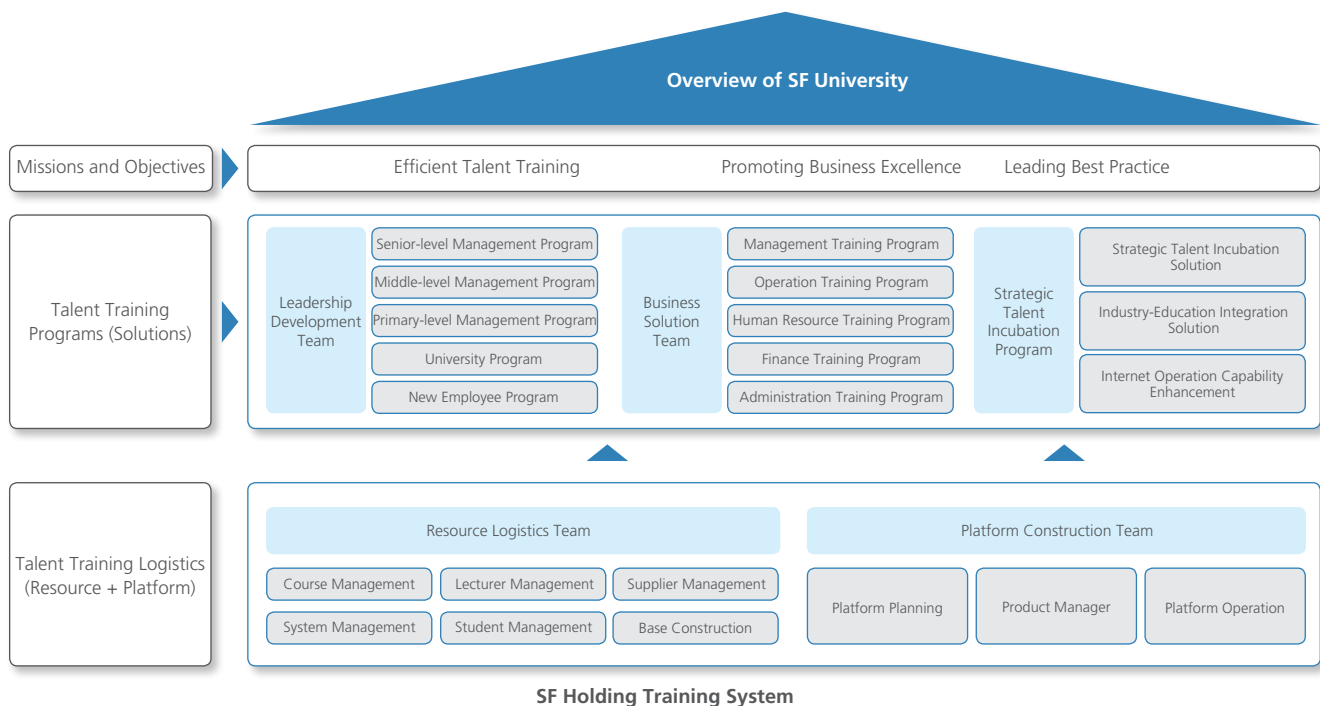 Overview of SF University
Missions and Objectives
Efficient Talent Training
Promoting Business Excellence
Leading Best Practice
Talent Training
Programs (Solutions)
Leadership
Development
Team
Senior-level Management Program
Middle-level Management Program
Primary-level Management Program
University Program
New Employee Program
Business
Solution
Team
Management Training Program
Operation Training Program
Human Resource Training Program
Finance Training Program
Administration Training Program
Strategic
Talent
Incubation
Program
Strategic Talent Incubation
Solution
Industry-Education Integration
Solution
Internet Operation Capability
Enhancement
Talent Training Logistics
(Resource + Platform)
Resource Logistics Team
Course Management
Lecturer Management
Supplier Management
System Management
Student Management
Base Construction
Platform Construction Team
Platform Planning
Product Manager
Platform Operation
SF Holding Training System